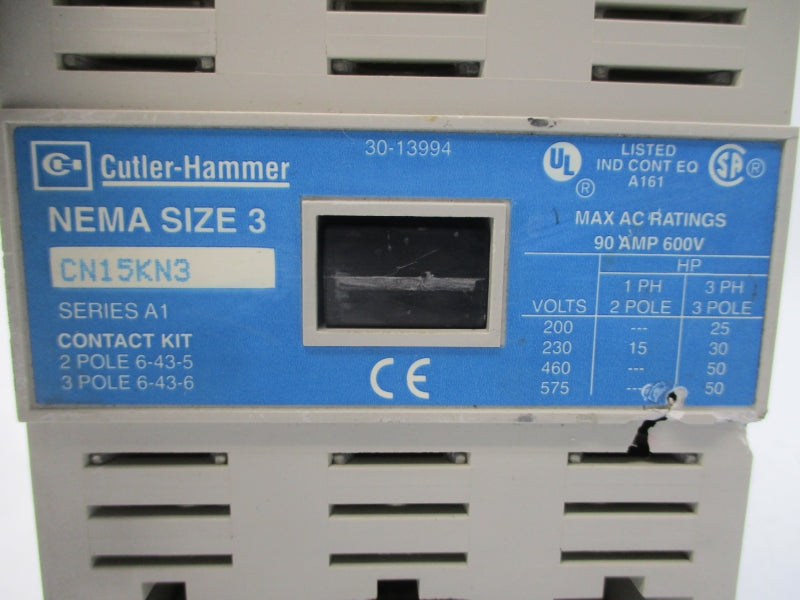 30-13994
Cutler-Hammer
NEMA SIZE 3
CN15KN3
SERIES A1
CONTACT KIT
2 POLE 6-43-5
3 POLE 6-43-6
CE
UL ®
LISTED
IND CONT EQ
A161
SA ®
MAX AC RATINGS
90 AMP 600V
HP
1 PH 3 PH
VOLTS 2 POLE 3 POLE
200 --- 25
230 15 30
460 --- 50
575 --- 50